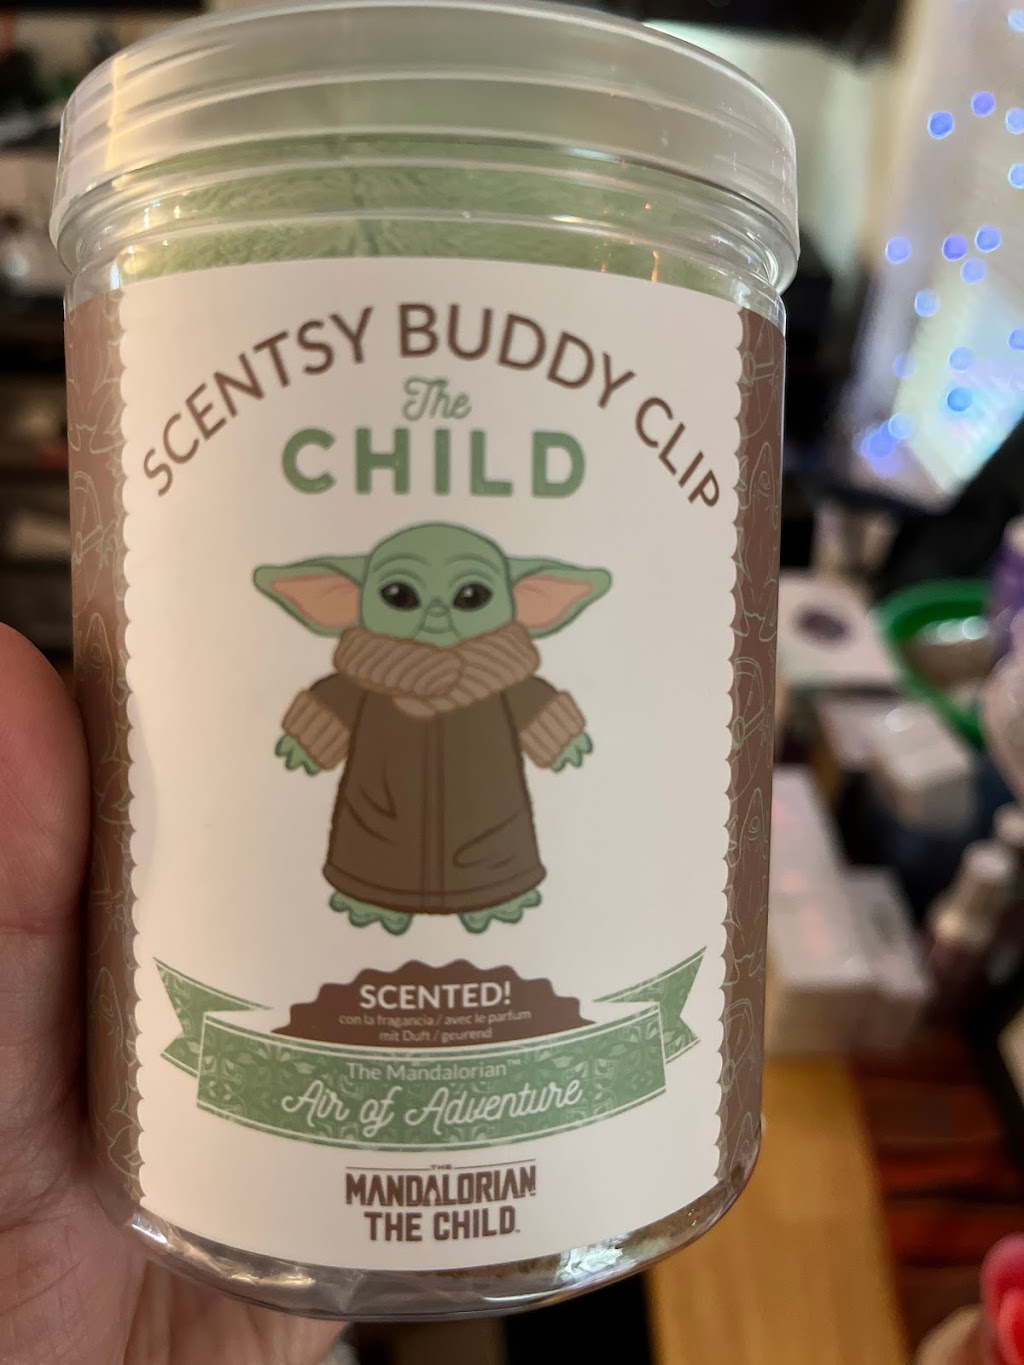 SCENTSY BUDDY CLIP
The
CHILD
SCENTED!
con la fragancia / avec le parfum
mit Duft / geurend
The Mandalorian™
Air of Adventure
THE
MANDALORIAN
THE CHILD™